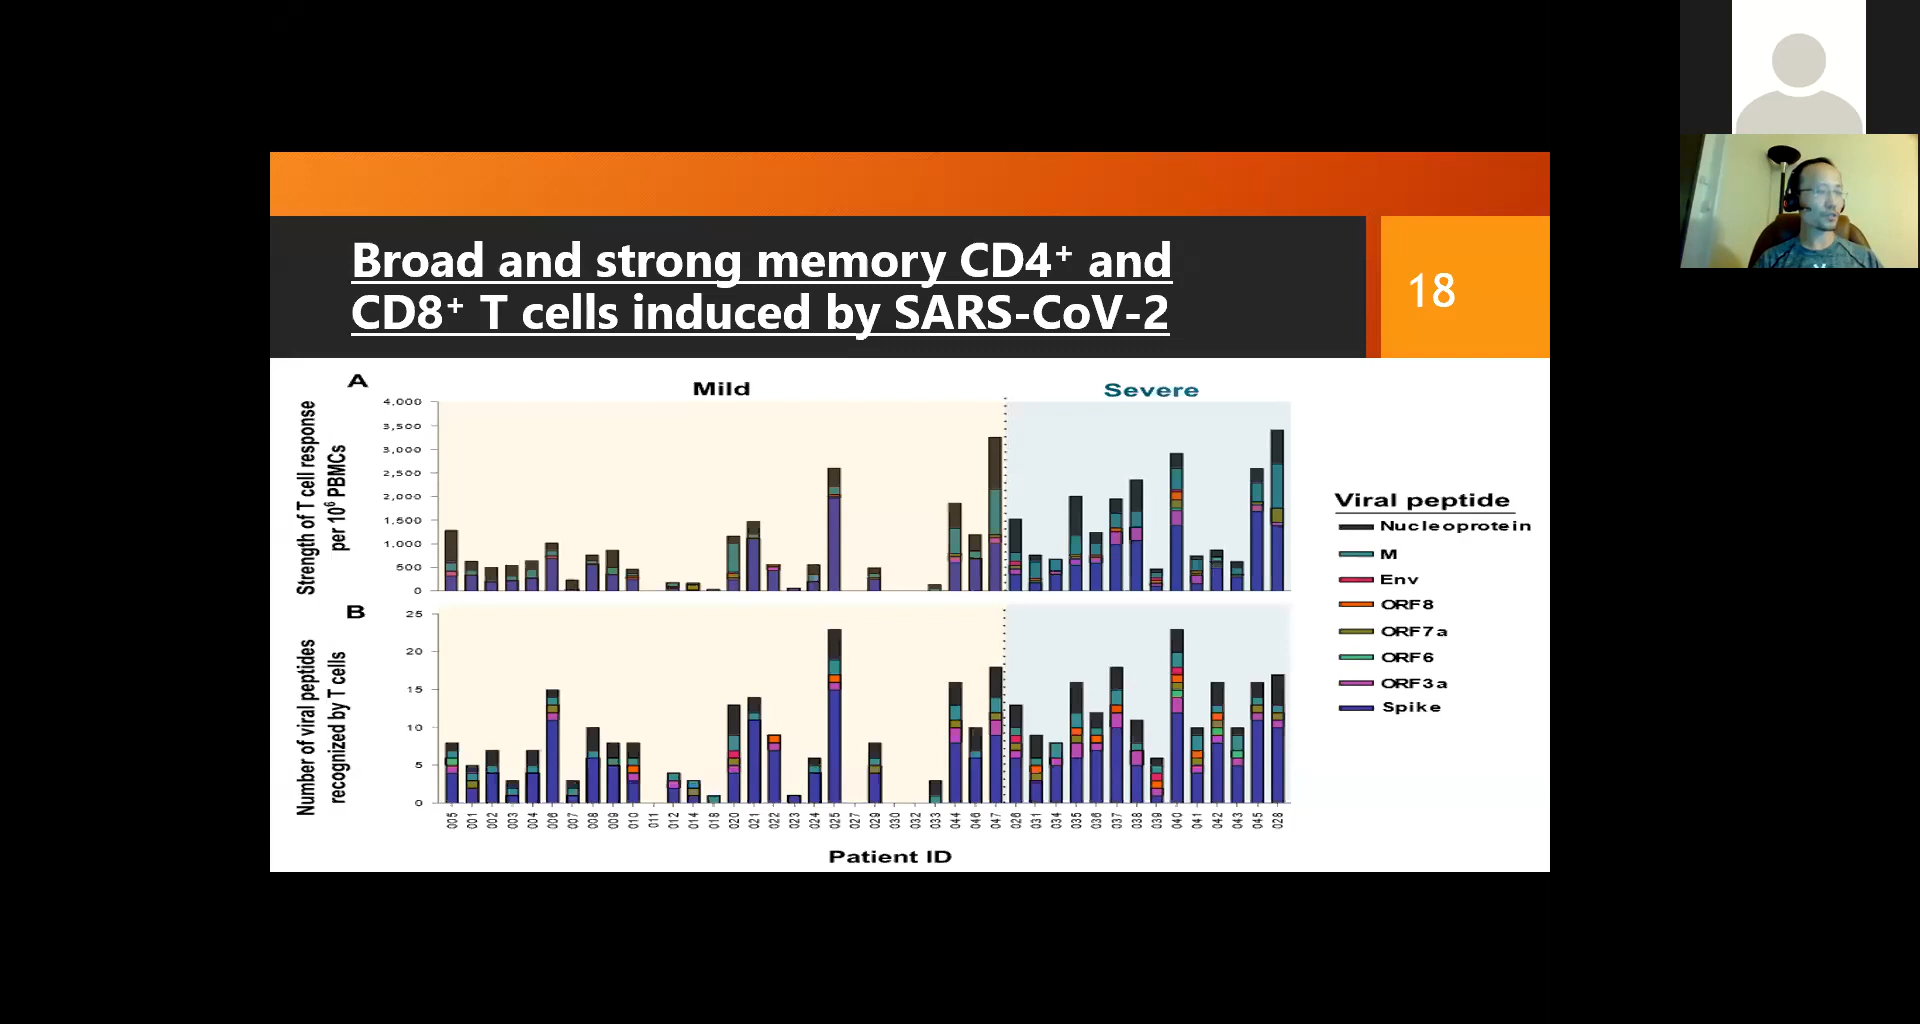 Broad and strong memory CD4⁺ and
CD8⁺ T cells induced by SARS-CoV-2
18
A
Mild
Severe
Strength of T cell response
per 10⁶ PBMCs
4,000
3,500
3,000
2,500
2,000
1,500
1,000
500
0
B
Number of viral peptides
recognized by T cells
25
20
15
10
5
0
005 001 002 003 004 006 007 008 009 010 011 012 014 018 020 021 022 023 024 025 027 029 030 032 033 044 046 047 026 031 034 035 036 037 038 039 040 041 042 043 045 028
Patient ID
Viral peptide
Nucleoprotein
M
Env
ORF8
ORF7a
ORF6
ORF3a
Spike